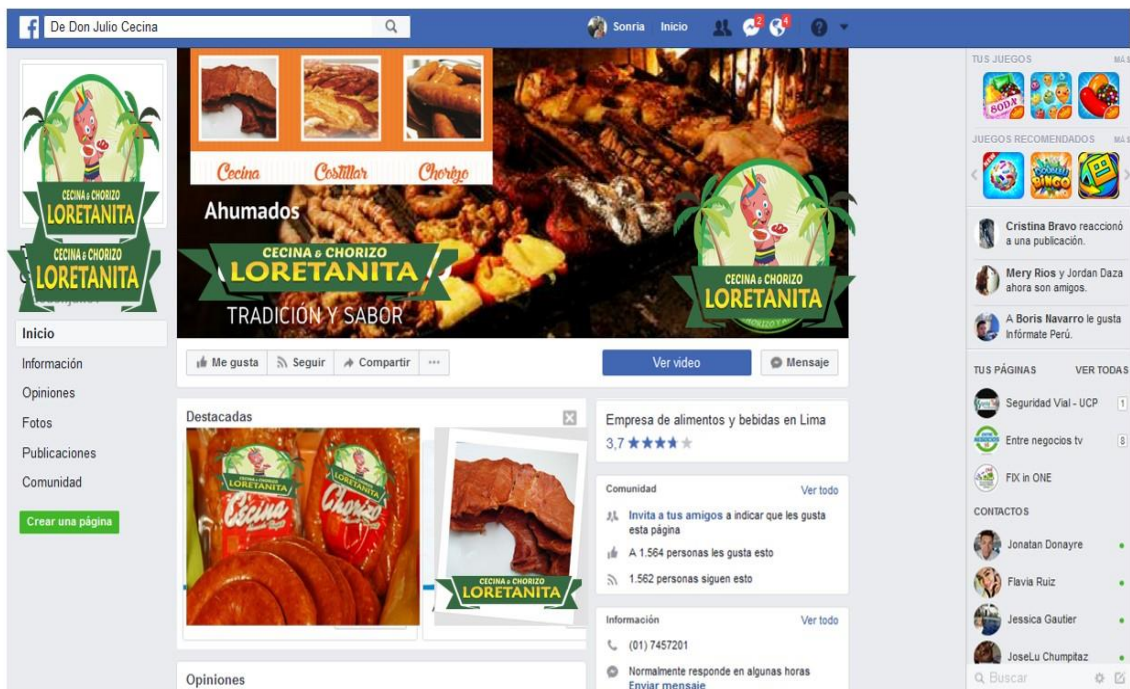 De Don Julio Cecina
Sonria Inicio
2
4
CECINA & CHORIZO
LORETANITA
CECINA & CHORIZO
LORETANITA
Inicio
Información
Opiniones
Fotos
Publicaciones
Comunidad
Crear una página
Cecina Costillar Chorizo
Ahumados
CECINA & CHORIZO
LORETANITA
TRADICIÓN Y SABOR
CECINA & CHORIZO
LORETANITA
Me gusta Seguir Compartir ...
Ver video
Mensaje
Destacadas
LORETANITA
Cecina
LORETANITA
Chorizo
CECINA & CHORIZO
LORETANITA
Opiniones
Empresa de alimentos y bebidas en Lima
3,7
Comunidad Ver todo
Invita a tus amigos a indicar que les gusta
esta página
A 1.564 personas les gusta esto
1.562 personas siguen esto
Información Ver todo
(01) 7457201
Normalmente responde en algunas horas
Enviar mensaje
TUS JUEGOS
SODA
JUEGOS RECOMENDADOS
BINGO
Cristina Bravo reaccionó
a una publicación.
Mery Rios y Jordan Daza
ahora son amigos.
A Boris Navarro le gusta
Infórmate Perú.
TUS PÁGINAS VER TODAS
Seguridad Vial - UCP 1
Entre negocios tv 8
FIX in ONE
CONTACTOS
Jonatan Donayre
Flavia Ruiz
Jessica Gautier
JoseLu Chumpitaz
Buscar